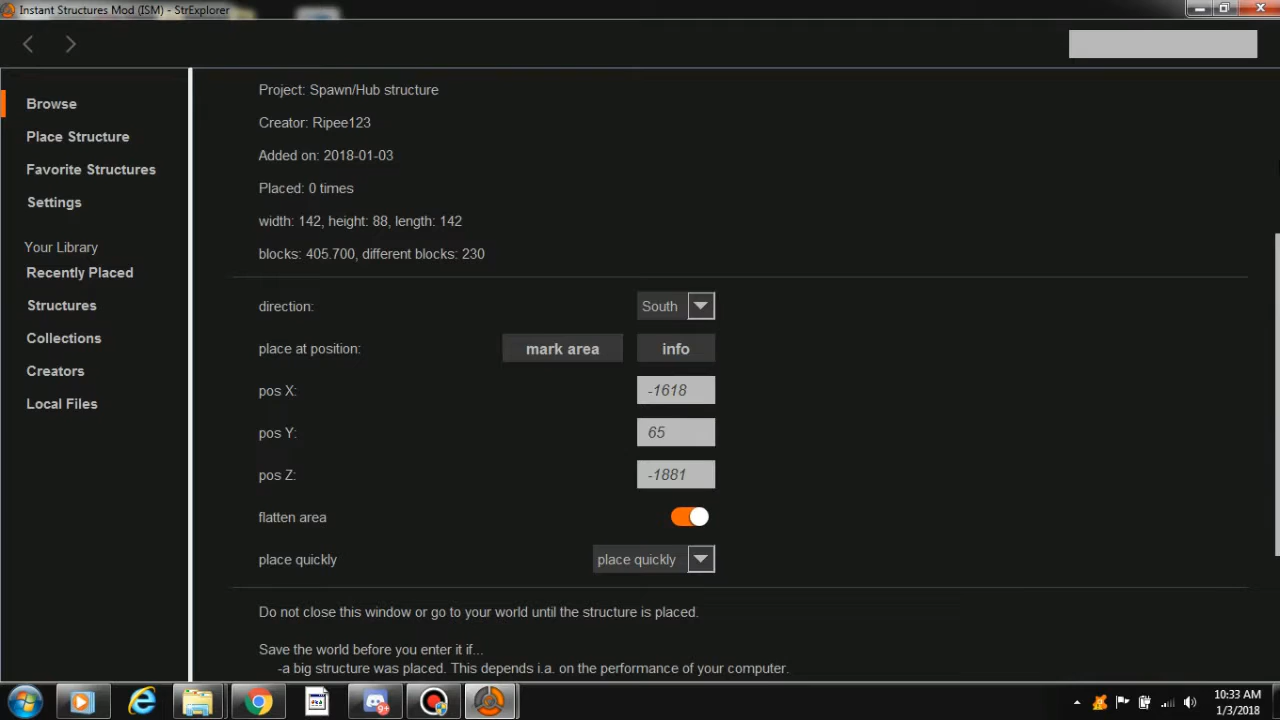 Instant Structures Mod (ISM) - StrExplorer
Browse
Place Structure
Favorite Structures
Settings
Your Library
Recently Placed
Structures
Collections
Creators
Local Files
Project: Spawn/Hub structure
Creator: Ripee123
Added on: 2018-01-03
Placed: 0 times
width: 142, height: 88, length: 142
blocks: 405.700, different blocks: 230
direction: South
place at position: mark area info
pos X: -1618
pos Y: 65
pos Z: -1881
flatten area
place quickly place quickly
Do not close this window or go to your world until the structure is placed.
Save the world before you enter it if...
-a big structure was placed. This depends i.a. on the performance of your computer.
10:33 AM
1/3/2018